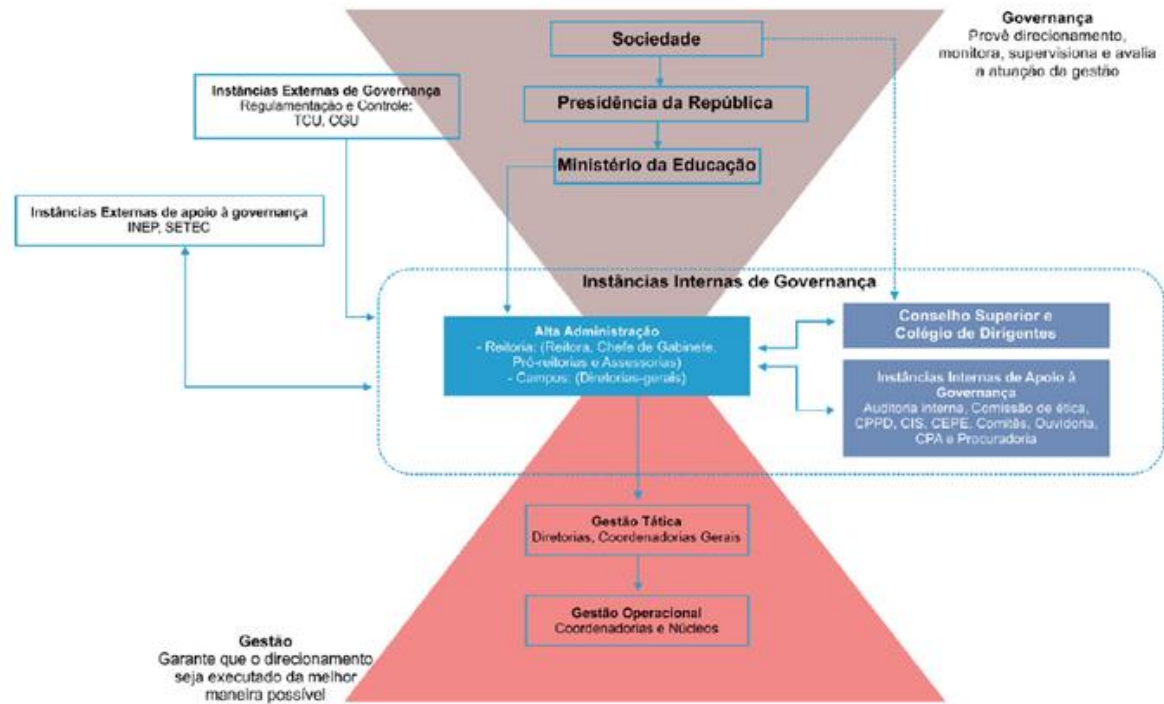 Governança
Provê direcionamento,
monitora, supervisiona e avalia
a atuação da gestão
Sociedade
Instâncias Externas de Governança
Regulamentação e Controle:
TCU, CGU
Presidência da República
Ministério da Educação
Instâncias Externas de apoio à governança
INEP, SETEC
Instâncias Internas de Governança
Alta Administração
- Reitoria: (Reitora, Chefe de Gabinete,
Pró-reitorias e Assessorias)
- Campus: (Diretorias-gerais)
Conselho Superior e
Colégio de Dirigentes
Instâncias Internas de Apoio à
Governança
Auditoria interna, Comissão de ética,
CPPD, CIS, CEPE, Comitês, Ouvidoria,
CPA e Procuradoria
Gestão Tática
Diretorias, Coordenadorias Gerais
Gestão Operacional
Coordenadorias e Núcleos
Gestão
Garante que o direcionamento
seja executado da melhor
maneira possível